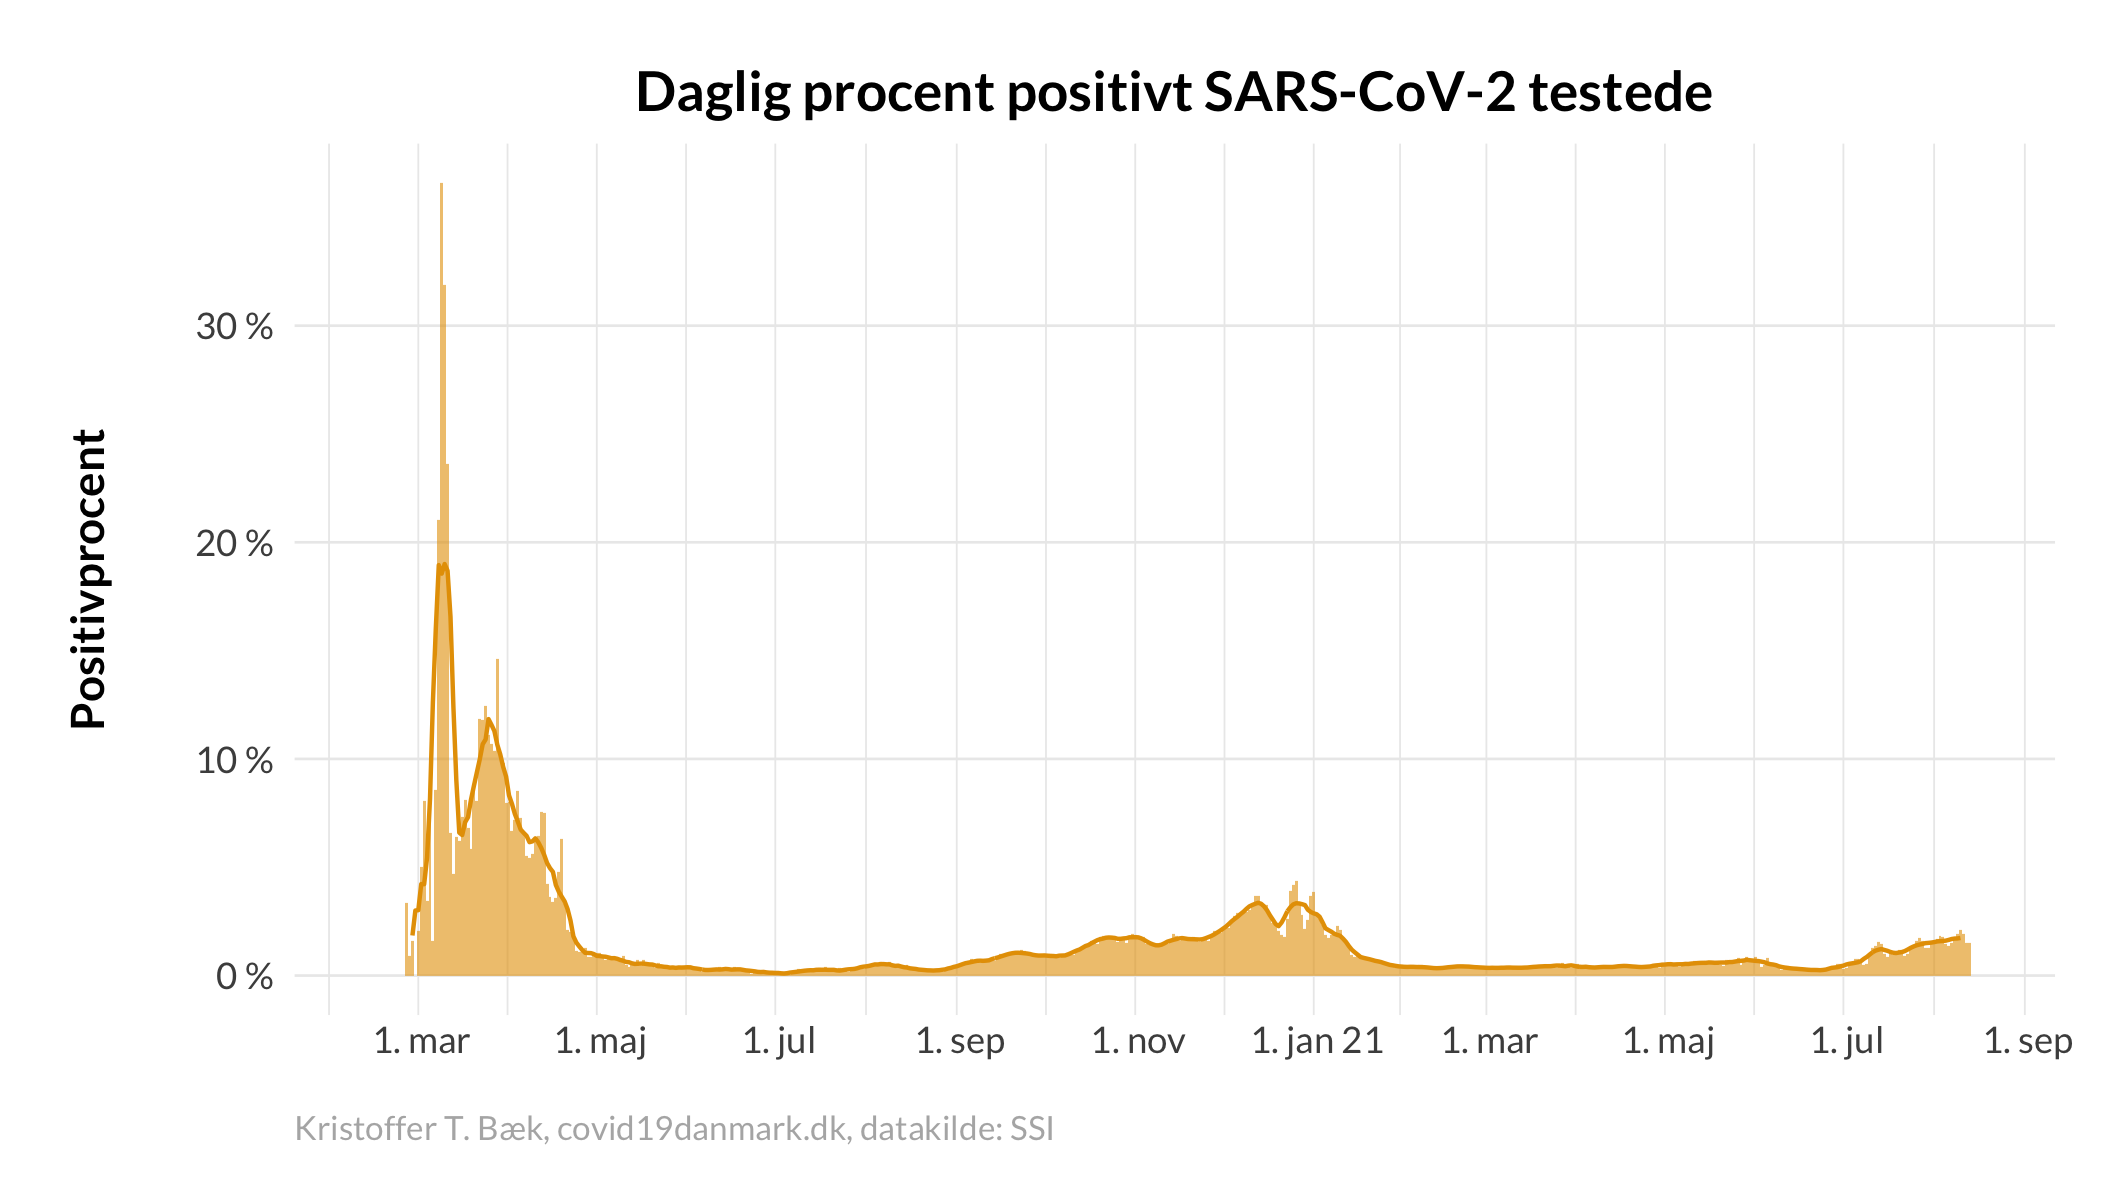 Daglig procent positivt SARS-CoV-2 testede
Positivprocent
30 %
20 %
10 %
0 %
1. mar
1. maj
1. jul
1. sep
1. nov
1. jan 21
1. mar
1. maj
1. jul
1. sep
Kristoffer T. Bæk, covid19danmark.dk, datakilde: SSI